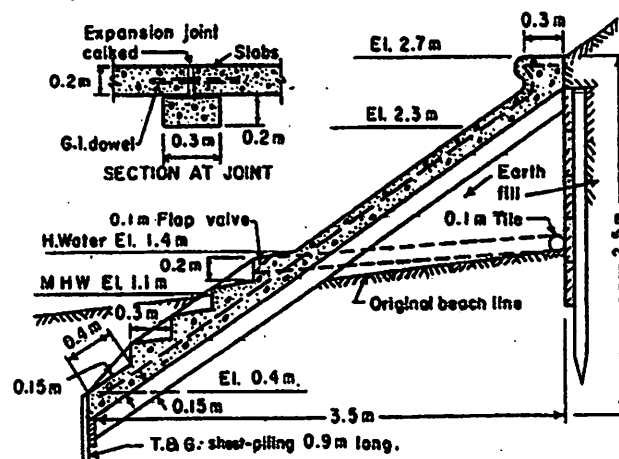 Expansion joint
calked
Slabs
0.2m
G.I.dowel
0.3m
0.2m
SECTION AT JOINT
0.3m
El. 2.7m
El. 2.3m
Earth
fill
0.1m Tile
0.1m Flap valve
H.Water El. 1.4m
0.2m
MHW El. 1.1m
0.3m
0.4m
0.15m
Original beach line
El. 0.4m
0.15m
3.5m
T.&G. sheet-piling 0.9m long.